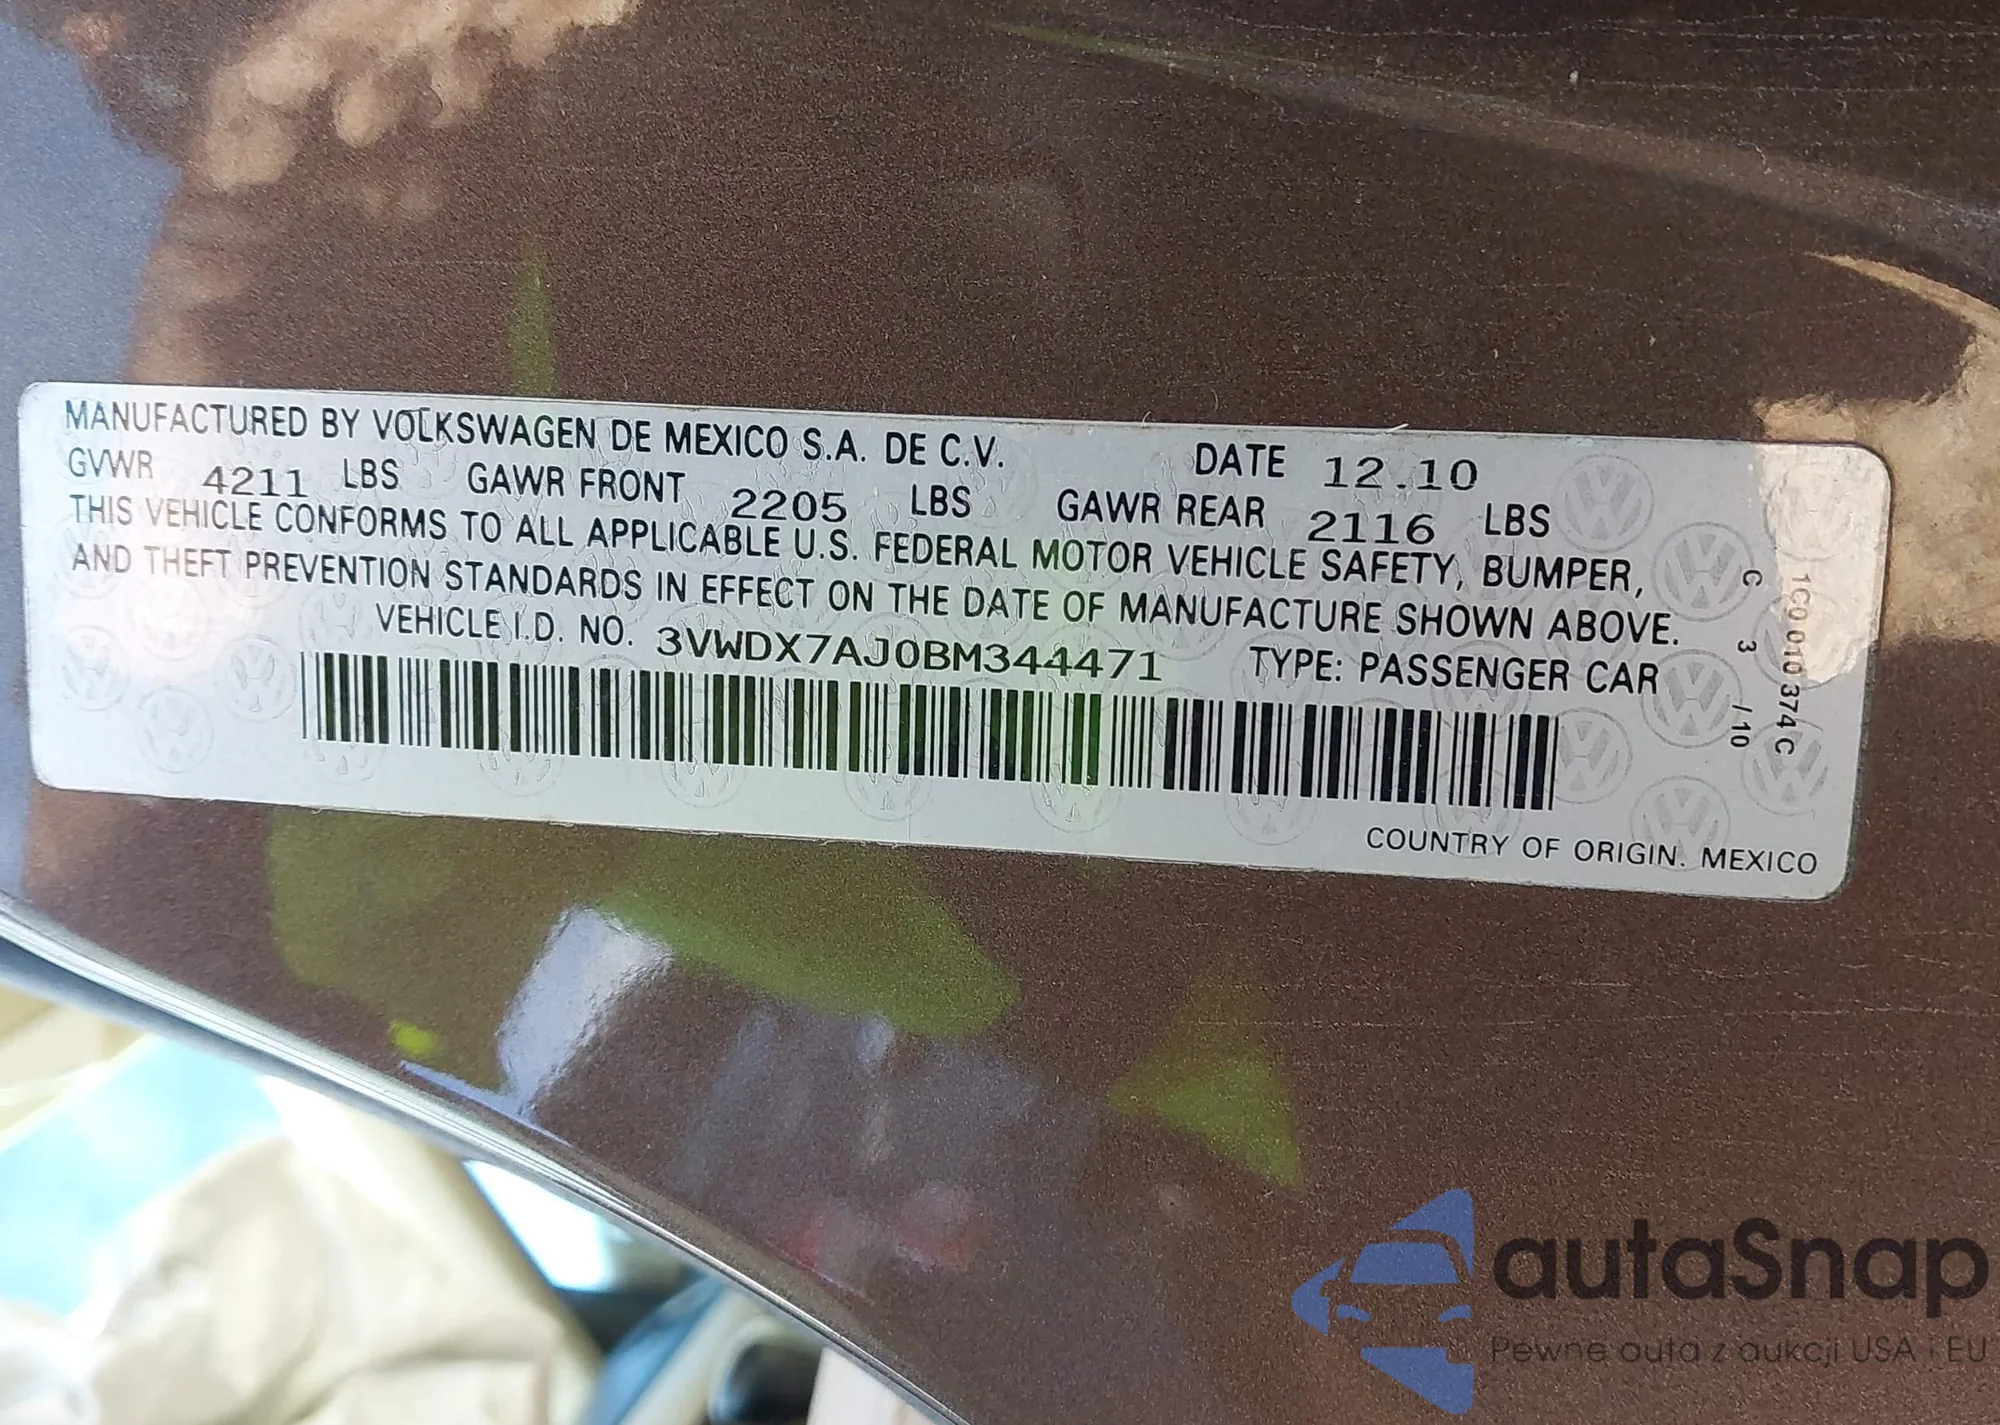 MANUFACTURED BY VOLKSWAGEN DE MEXICO S.A. DE C.V. DATE 12.10
GVWR 4211 LBS GAWR FRONT 2205 LBS GAWR REAR 2116 LBS
THIS VEHICLE CONFORMS TO ALL APPLICABLE U.S. FEDERAL MOTOR VEHICLE SAFETY, BUMPER,
AND THEFT PREVENTION STANDARDS IN EFFECT ON THE DATE OF MANUFACTURE SHOWN ABOVE.
VEHICLE I.D. NO. 3VWDX7AJ0BM344471 TYPE: PASSENGER CAR
C 3 /10
1C0 010 374 C
COUNTRY OF ORIGIN. MEXICO
autaSnap
Pewne auta z aukcji USA i EU